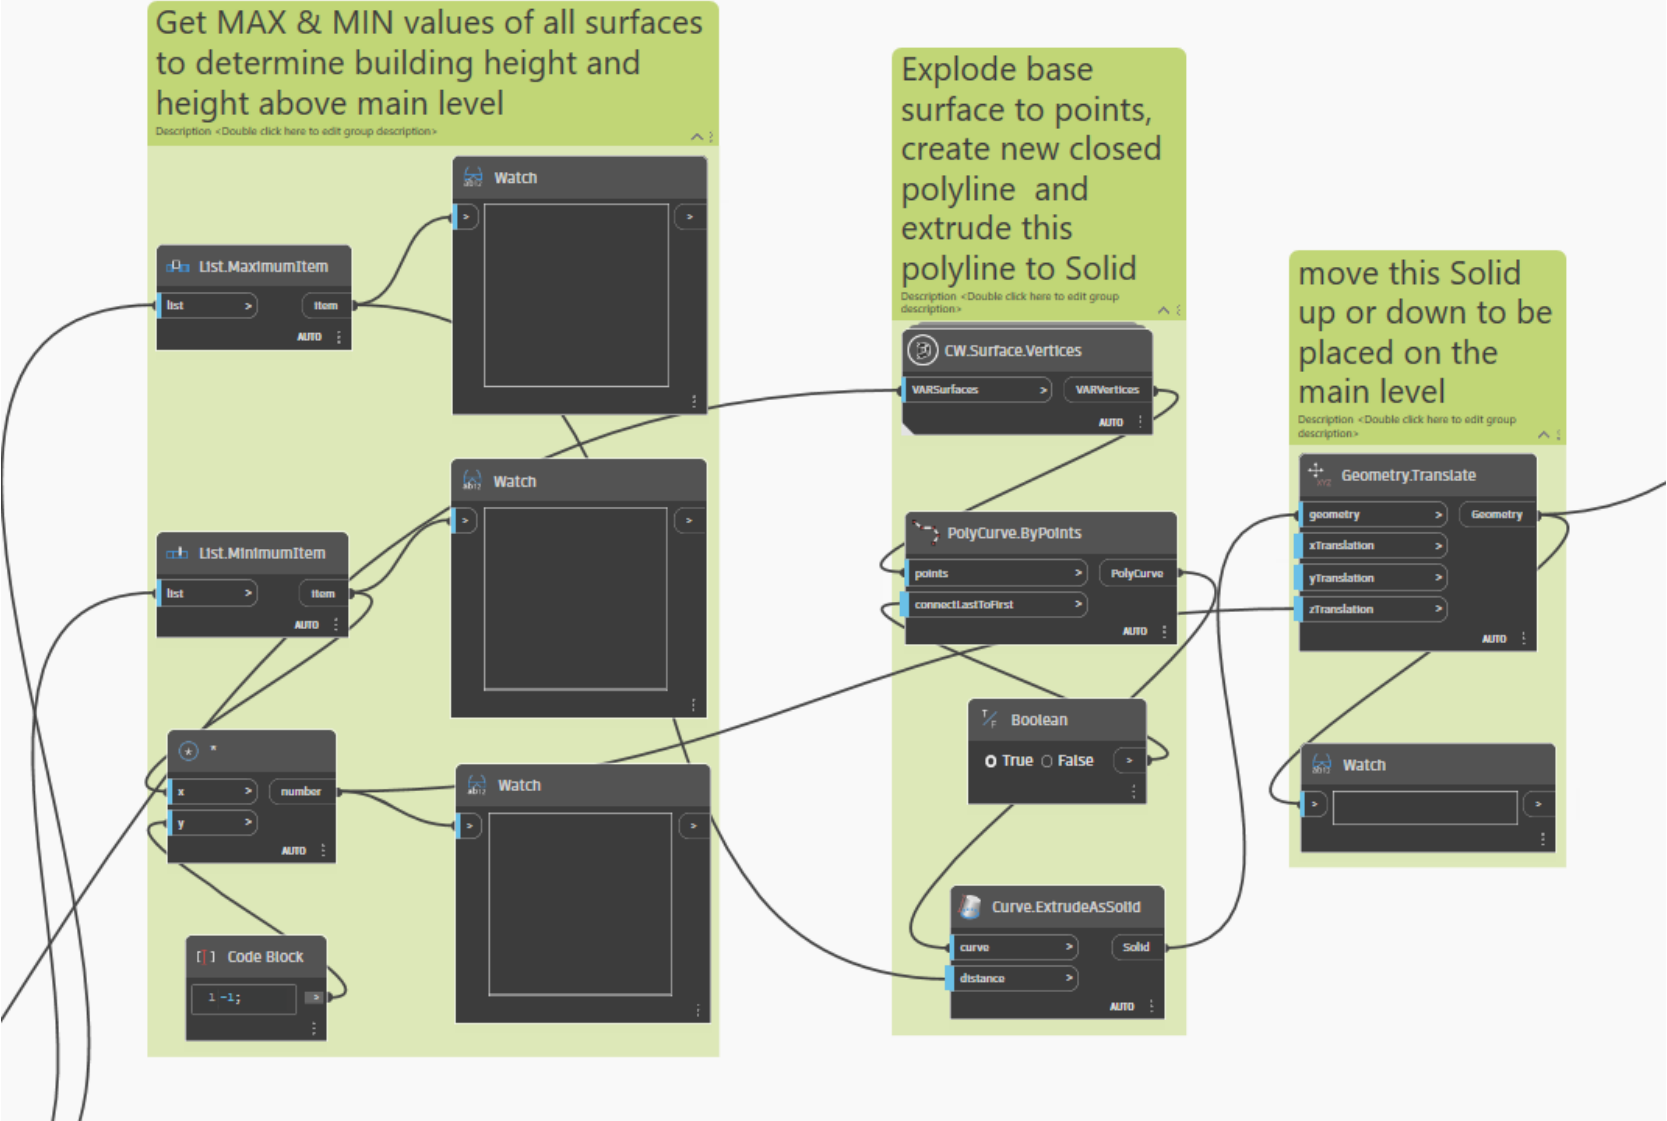 Get MAX & MIN values of all surfaces
to determine building height and
height above main level
Description <Double click here to edit group description>
Watch
>
>
List.MaximumItem
list >
item
AUTO
Watch
>
>
List.MinimumItem
list >
item
AUTO
*
x >
number
y >
AUTO
Watch
>
>
Code Block
1 -1;
>
Explode base
surface to points,
create new closed
polyline and
extrude this
polyline to Solid
Description <Double click here to edit group
description>
CW.Surface.Vertices
VARSurfaces >
VARVertices
AUTO
PolyCurve.ByPoints
points >
PolyCurve
connectLastToFirst >
AUTO
T/F
Boolean
True False
>
Curve.ExtrudeAsSolid
curve >
Solid
distance >
AUTO
move this Solid
up or down to be
placed on the
main level
Description <Double click here to edit group
description>
XYZ
Geometry.Translate
geometry >
Geometry
xTranslation >
yTranslation >
zTranslation >
AUTO
Watch
>
>